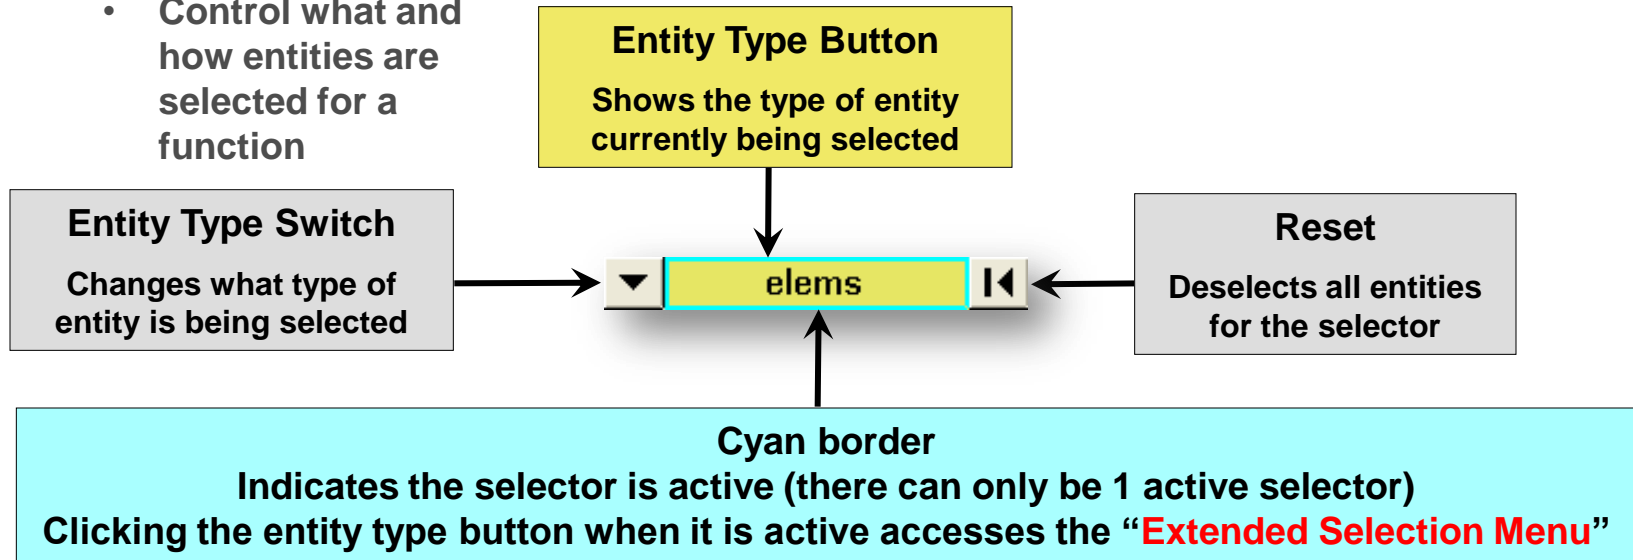 • Control what and
how entities are
selected for a
function
Entity Type Button
Shows the type of entity
currently being selected
Entity Type Switch
Changes what type of
entity is being selected
elems
Reset
Deselects all entities
for the selector
Cyan border
Indicates the selector is active (there can only be 1 active selector)
Clicking the entity type button when it is active accesses the “Extended Selection Menu”